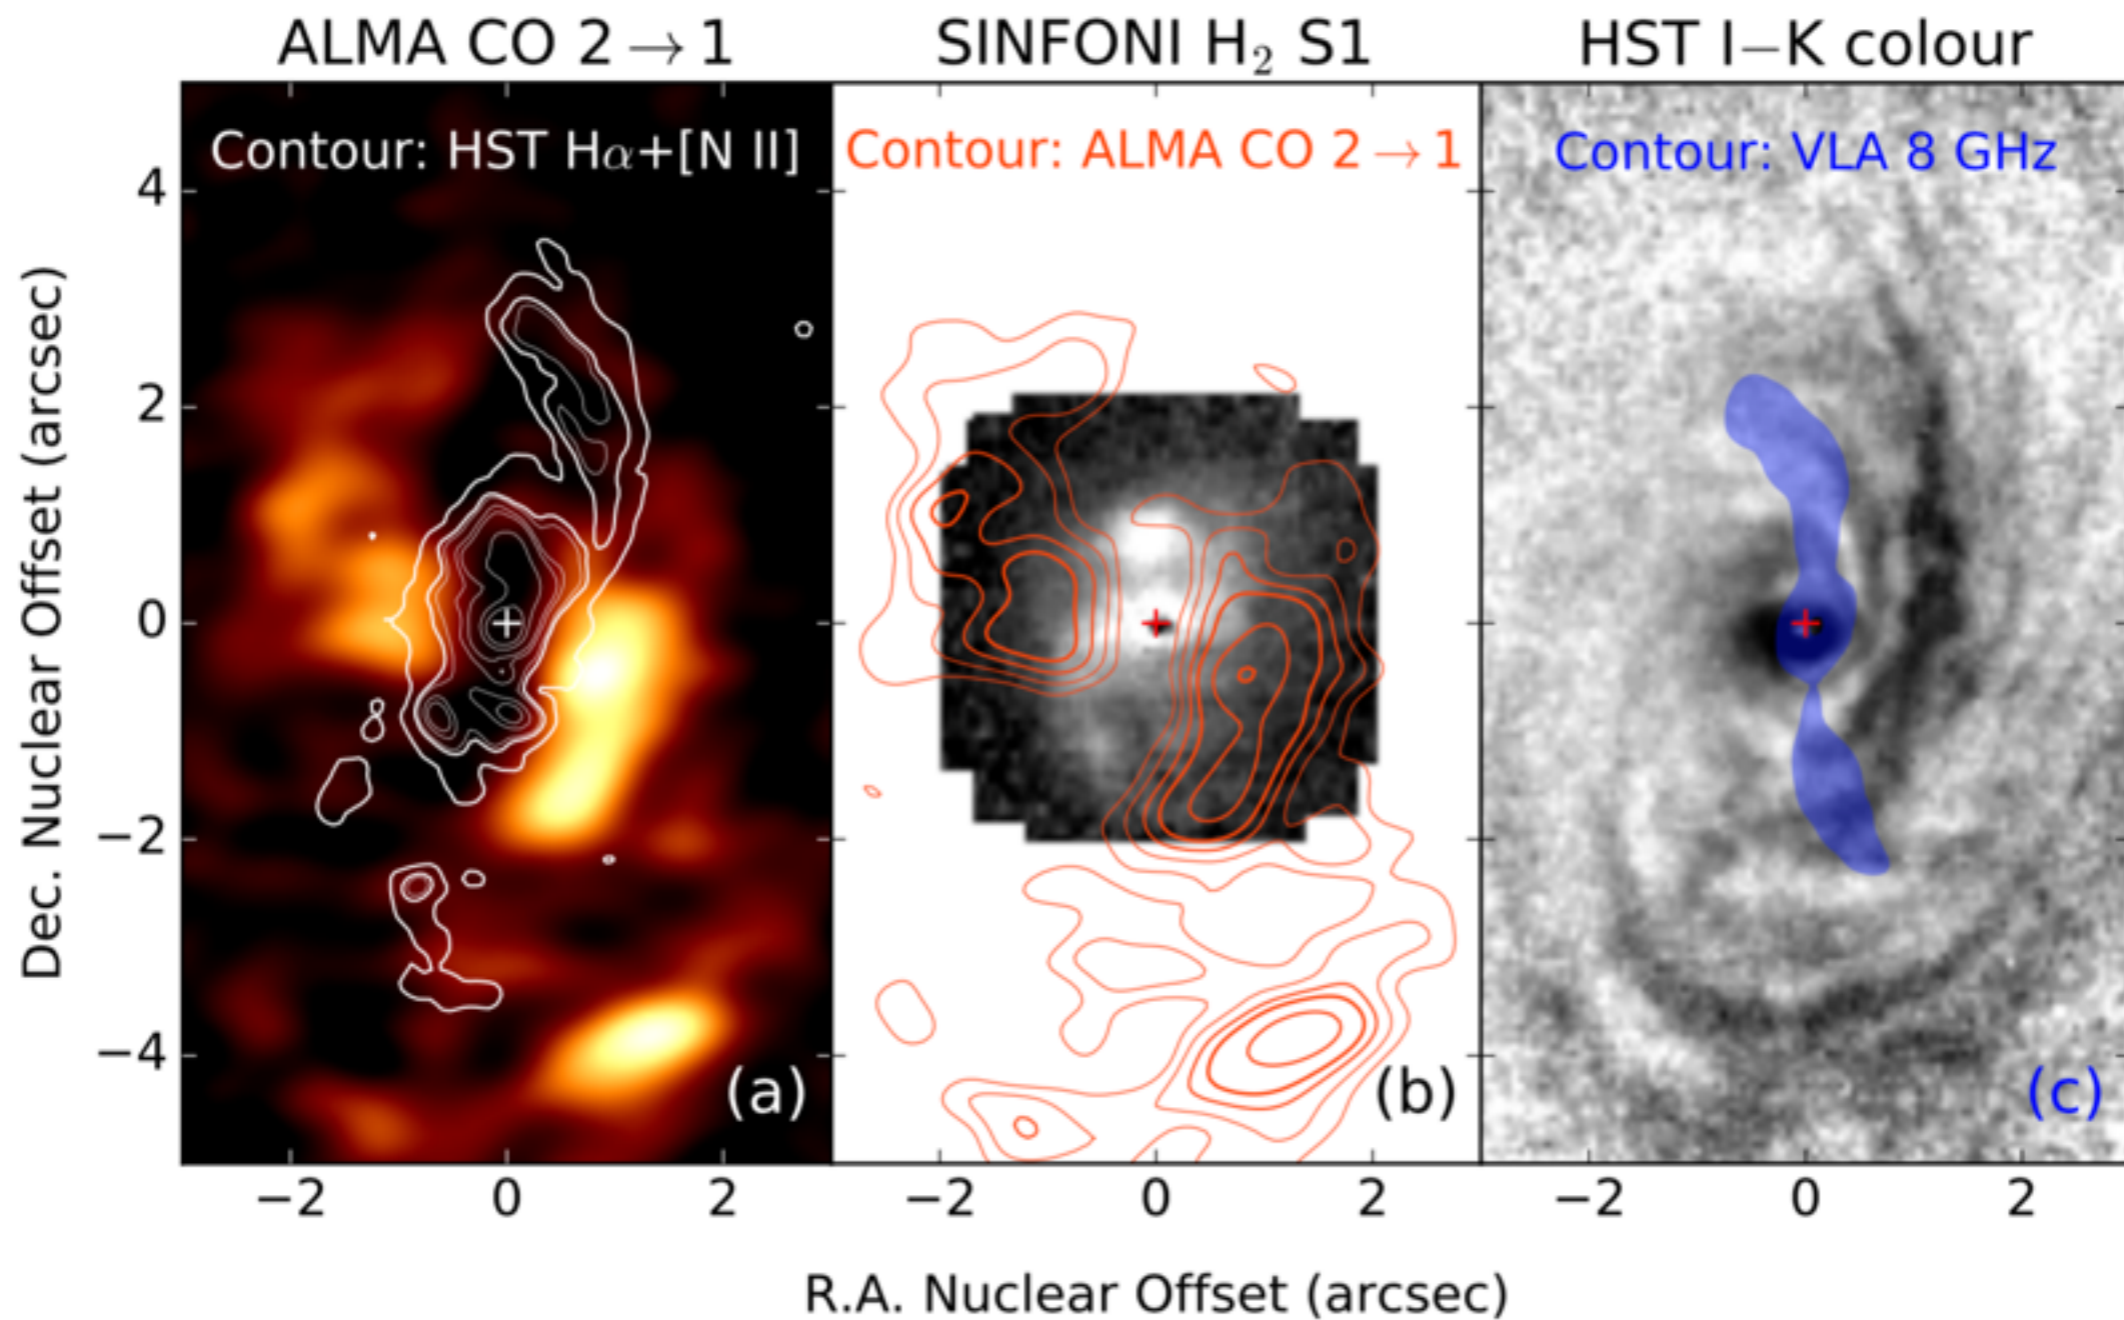 ALMA CO 2→1
SINFONI H₂ S1
HST I−K colour
Contour: HST Hα+[N II]
Contour: ALMA CO 2→1
Contour: VLA 8 GHz
4
2
0
−2
−4
Dec. Nuclear Offset (arcsec)
(a)
(b)
(c)
−2 0 2
−2 0 2
−2 0 2
R.A. Nuclear Offset (arcsec)